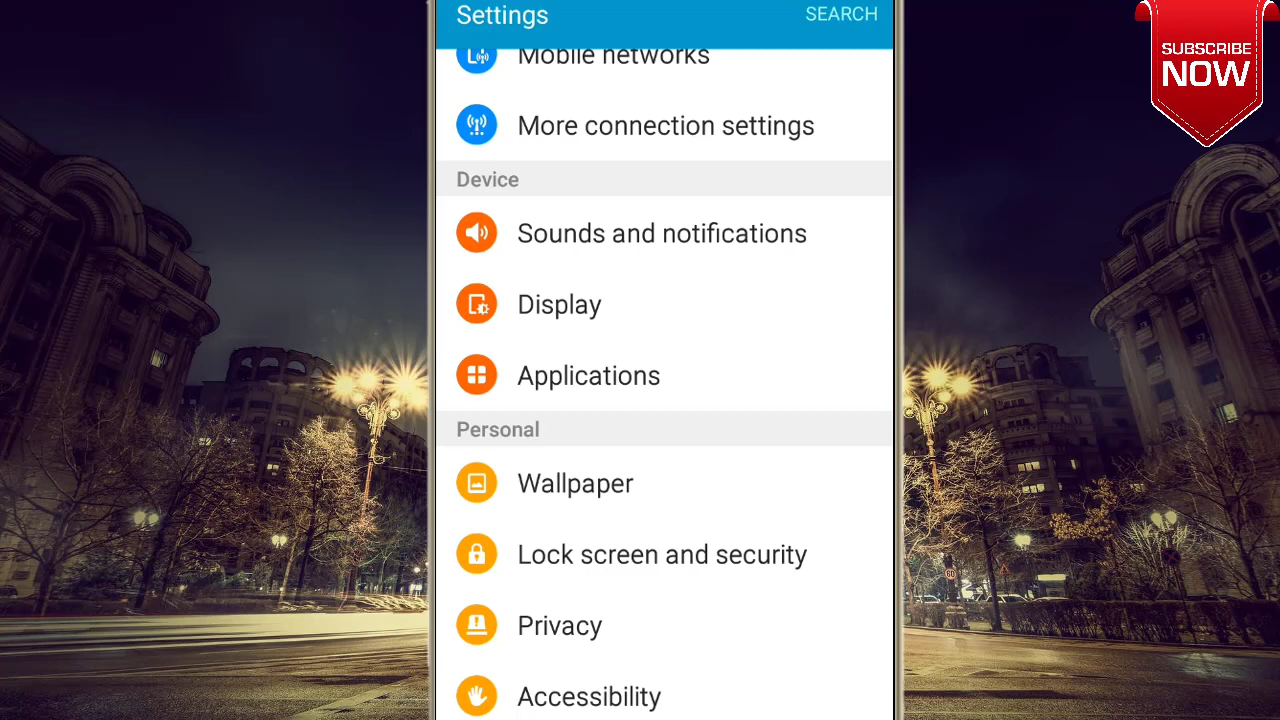 Settings
SEARCH
Mobile networks
More connection settings
Device
Sounds and notifications
Display
Applications
Personal
Wallpaper
Lock screen and security
Privacy
Accessibility
SUBSCRIBE
NOW
60